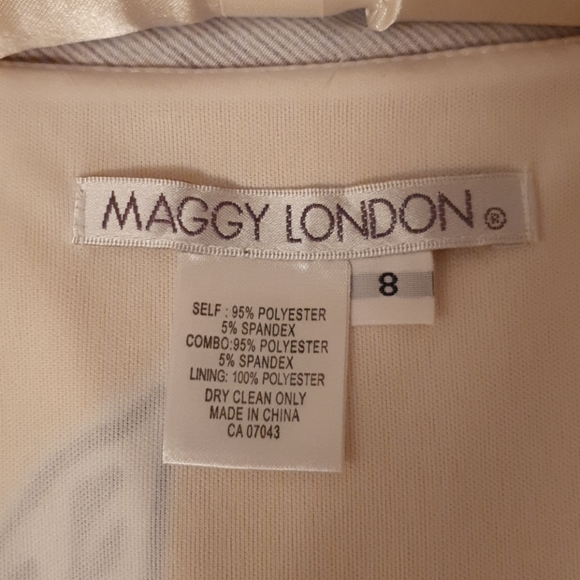 MAGGY LONDON ®
8
SELF : 95% POLYESTER
5% SPANDEX
COMBO:95% POLYESTER
5% SPANDEX
LINING: 100% POLYESTER
DRY CLEAN ONLY
MADE IN CHINA
CA 07043